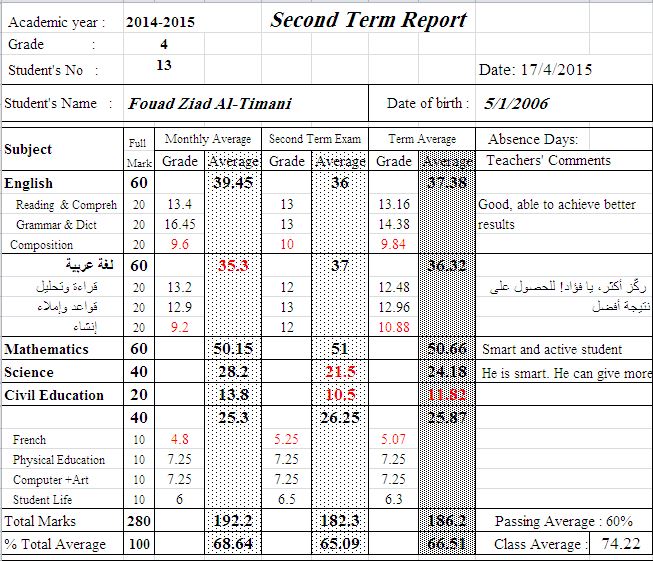 Academic year : 2014-2015 Second Term Report
Grade : 4
Student's No : 13 Date: 17/4/2015
Student's Name : Fouad Ziad Al-Timani Date of birth : 5/1/2006
Subject Full Mark Monthly Average Second Term Exam Term Average Absence Days:
Grade Average Grade Average Grade Average Teachers' Comments
English 60 39.45 36 37.38
Reading & Compreh 20 13.4 13 13.16 Good, able to achieve better
Grammar & Dict 20 16.45 13 14.38 results
Composition 20 9.6 10 9.84
لغة عربية 60 35.3 37 36.32
قراءة وتحليل 20 13.2 12 12.48 ركّز أكثر، يا فؤاد! للحصول على
قواعد وإملاء 20 12.9 13 12.96 نتيجة أفضل
إنشاء 20 9.2 12 10.88
Mathematics 60 50.15 51 50.66 Smart and active student
Science 40 28.2 21.5 24.18 He is smart. He can give more
Civil Education 20 13.8 10.5 11.82
40 25.3 26.25 25.87
French 10 4.8 5.25 5.07
Physical Education 10 7.25 7.25 7.25
Computer +Art 10 7.25 7.25 7.25
Student Life 10 6 6.5 6.3
Total Marks 280 192.2 182.3 186.2 Passing Average : 60%
% Total Average 100 68.64 65.09 66.51 Class Average : 74.22